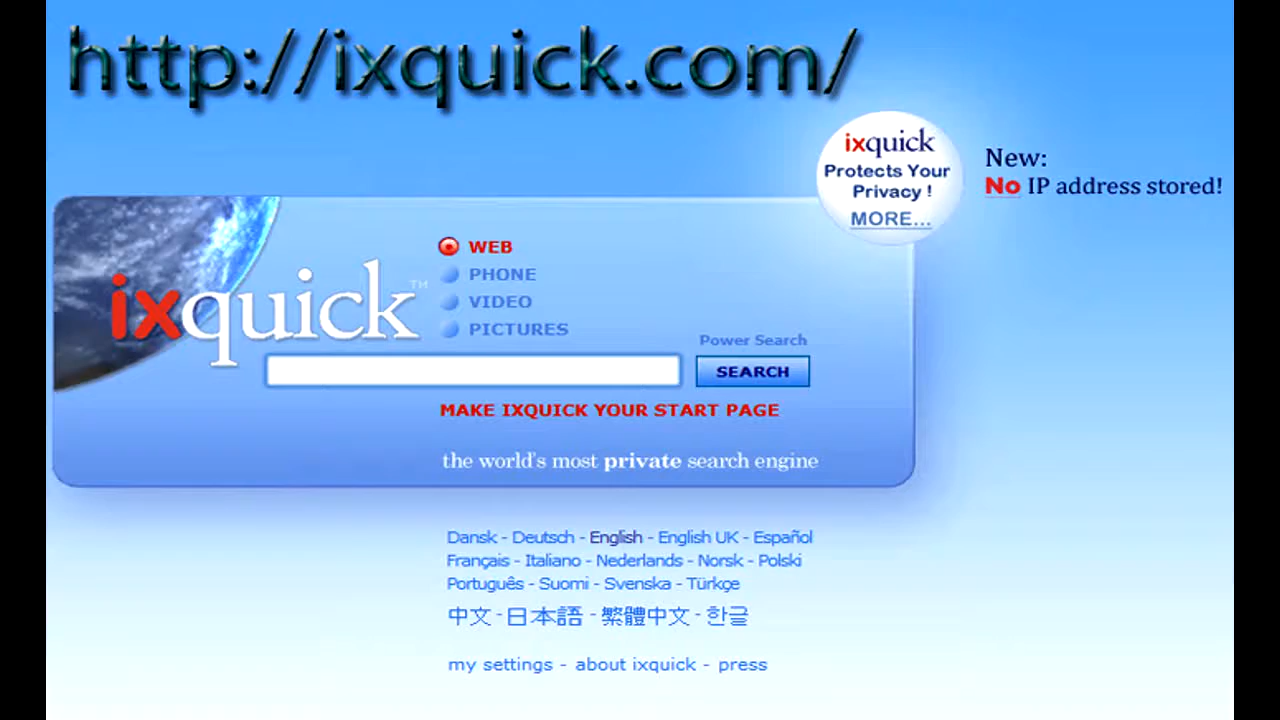 http://ixquick.com/
ixquick
Protects Your
Privacy !
MORE...
New:
No IP address stored!
WEB
PHONE
VIDEO
PICTURES
ixquick™
Power Search
SEARCH
MAKE IXQUICK YOUR START PAGE
the world's most private search engine
Dansk - Deutsch - English - English UK - Español
Français - Italiano - Nederlands - Norsk - Polski
Português - Suomi - Svenska - Türkçe
中文 - 日本語 - 繁體中文 - 한글
my settings - about ixquick - press